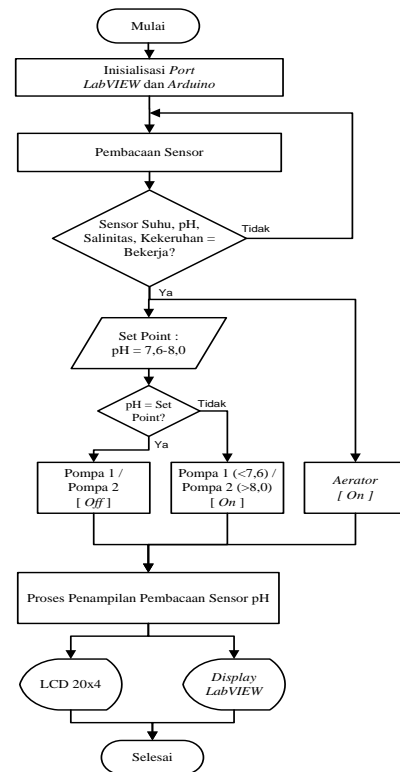 Mulai
Inisialisasi Port
LabVIEW dan Arduino
Pembacaan Sensor
Sensor Suhu, pH,
Salinitas, Kekeruhan =
Bekerja?
Tidak
Ya
Set Point :
pH = 7,6-8,0
pH = Set
Point?
Tidak
Ya
Pompa 1 /
Pompa 2
[ Off ]
Pompa 1 (<7,6) /
Pompa 2 (>8,0)
[ On ]
Aerator
[ On ]
Proses Penampilan Pembacaan Sensor pH
LCD 20x4
Display
LabVIEW
Selesai